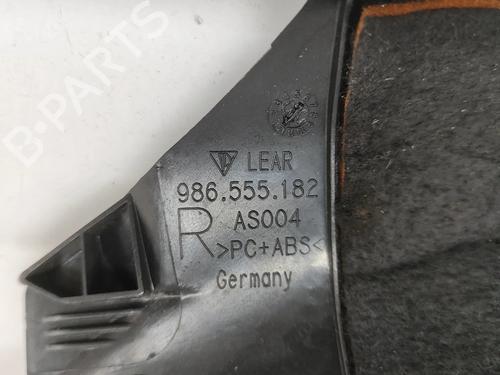 LEAR
986.555.182
R
AS004
>PC+ABS<
Germany
B-PARTS